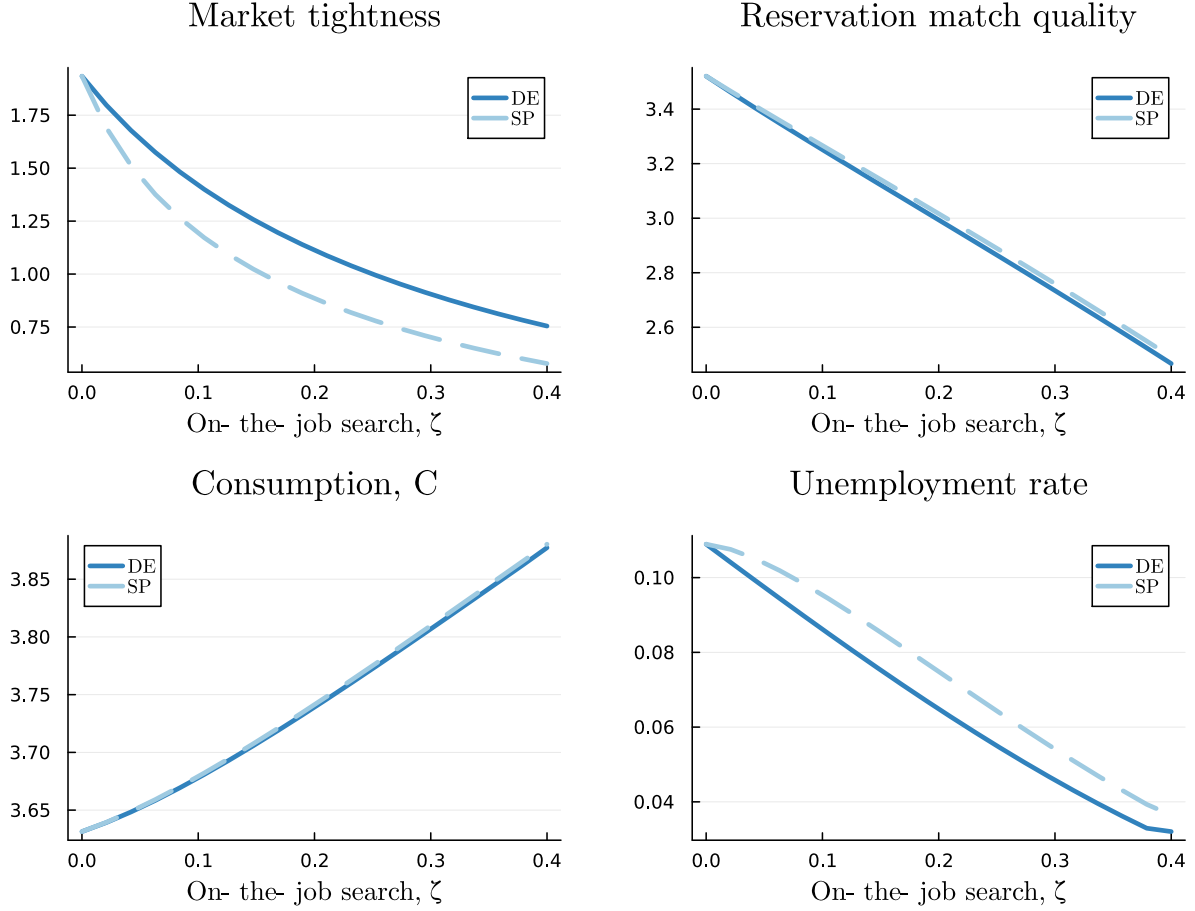 Market tightness
DE
SP
1.75
1.50
1.25
1.00
0.75
0.0 0.1 0.2 0.3 0.4
On- the- job search, ζ
Reservation match quality
DE
SP
3.4
3.2
3.0
2.8
2.6
0.0 0.1 0.2 0.3 0.4
On- the- job search, ζ
Consumption, C
DE
SP
3.85
3.80
3.75
3.70
3.65
0.0 0.1 0.2 0.3 0.4
On- the- job search, ζ
Unemployment rate
DE
SP
0.10
0.08
0.06
0.04
0.0 0.1 0.2 0.3 0.4
On- the- job search, ζ